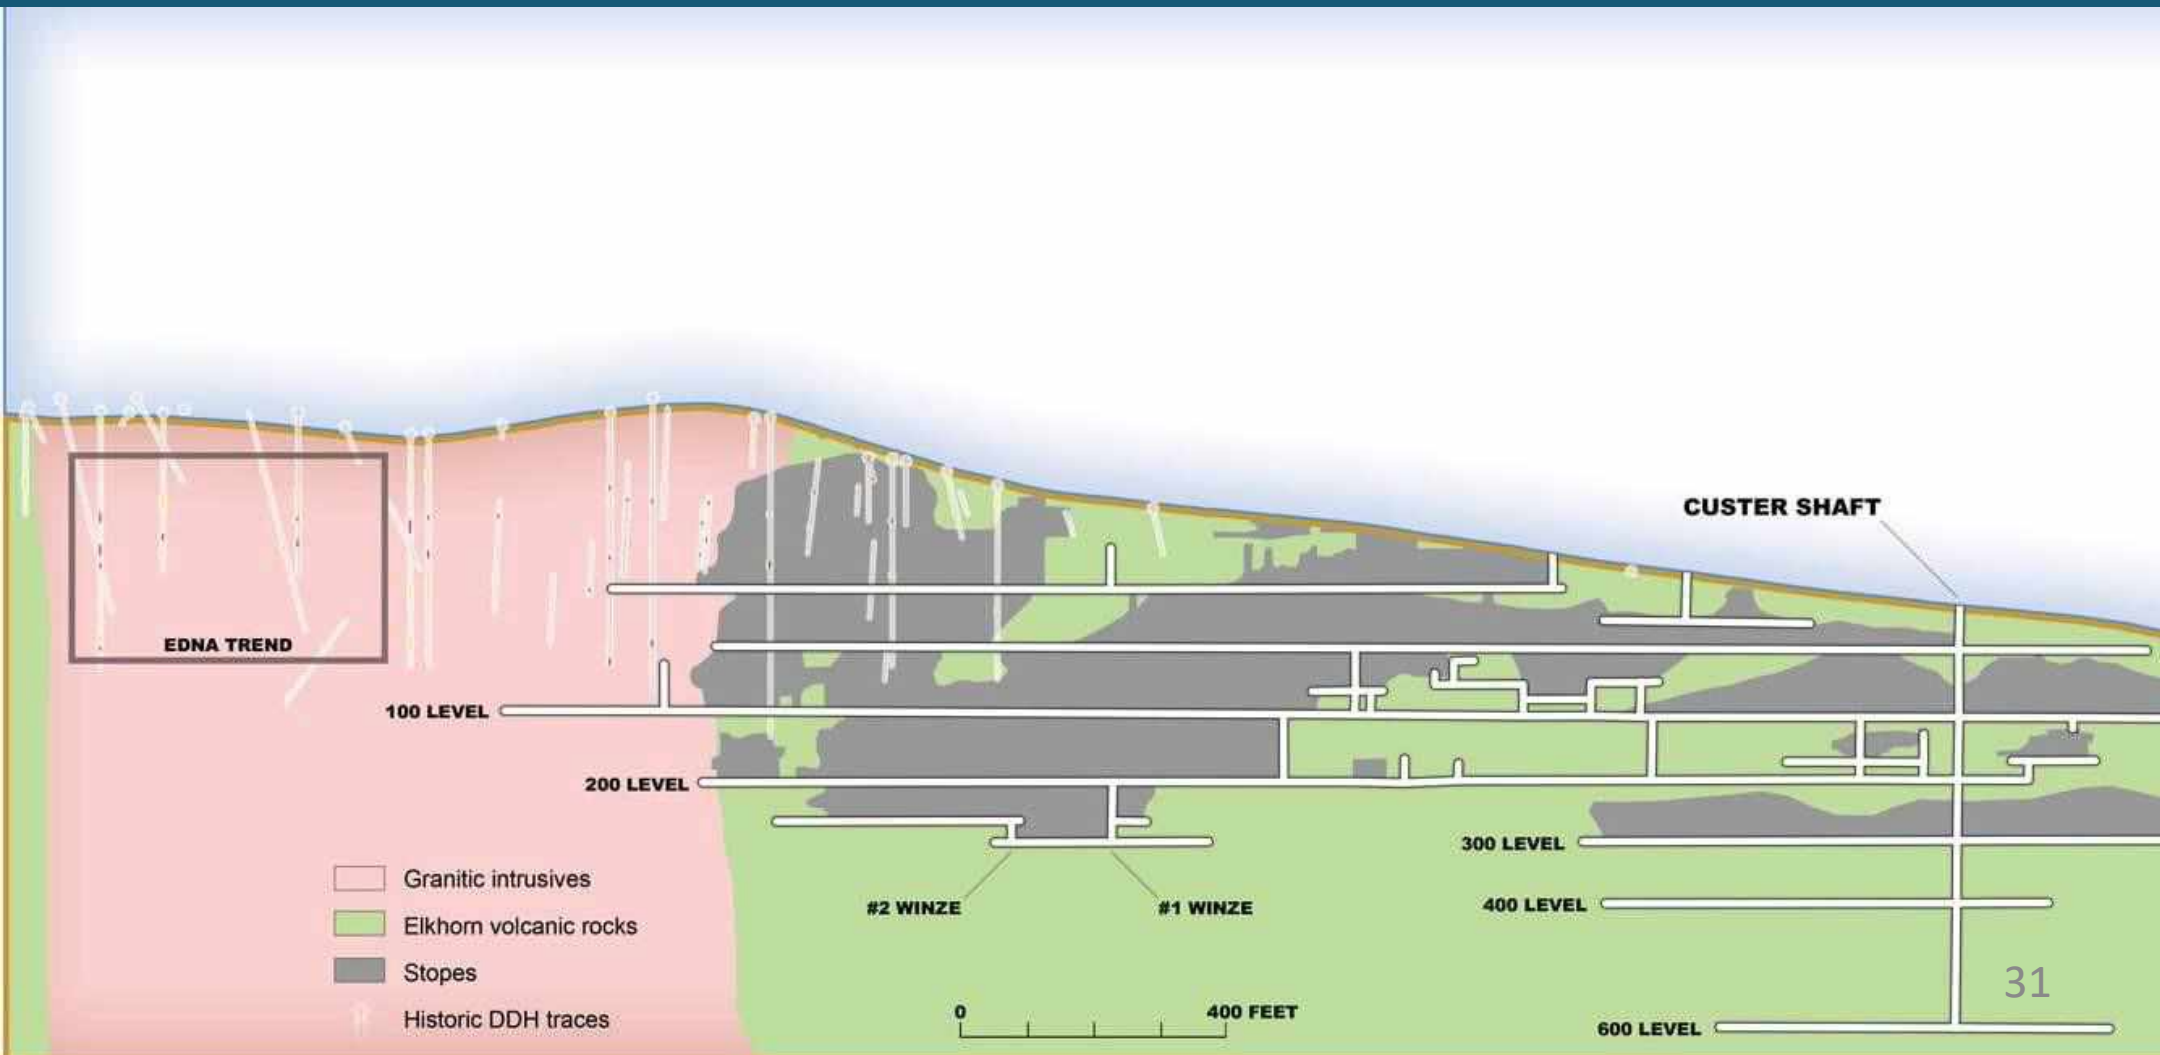 CUSTER SHAFT
EDNA TREND
100 LEVEL
200 LEVEL
300 LEVEL
#2 WINZE
#1 WINZE
400 LEVEL
600 LEVEL
Granitic intrusives
Elkhorn volcanic rocks
Stopes
Historic DDH traces
0
400 FEET
31